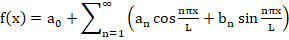 f(x) = a₀ + ∑ₙ₌₁^∞ (aₙ cos nπx/L + bₙ sin nπx/L)